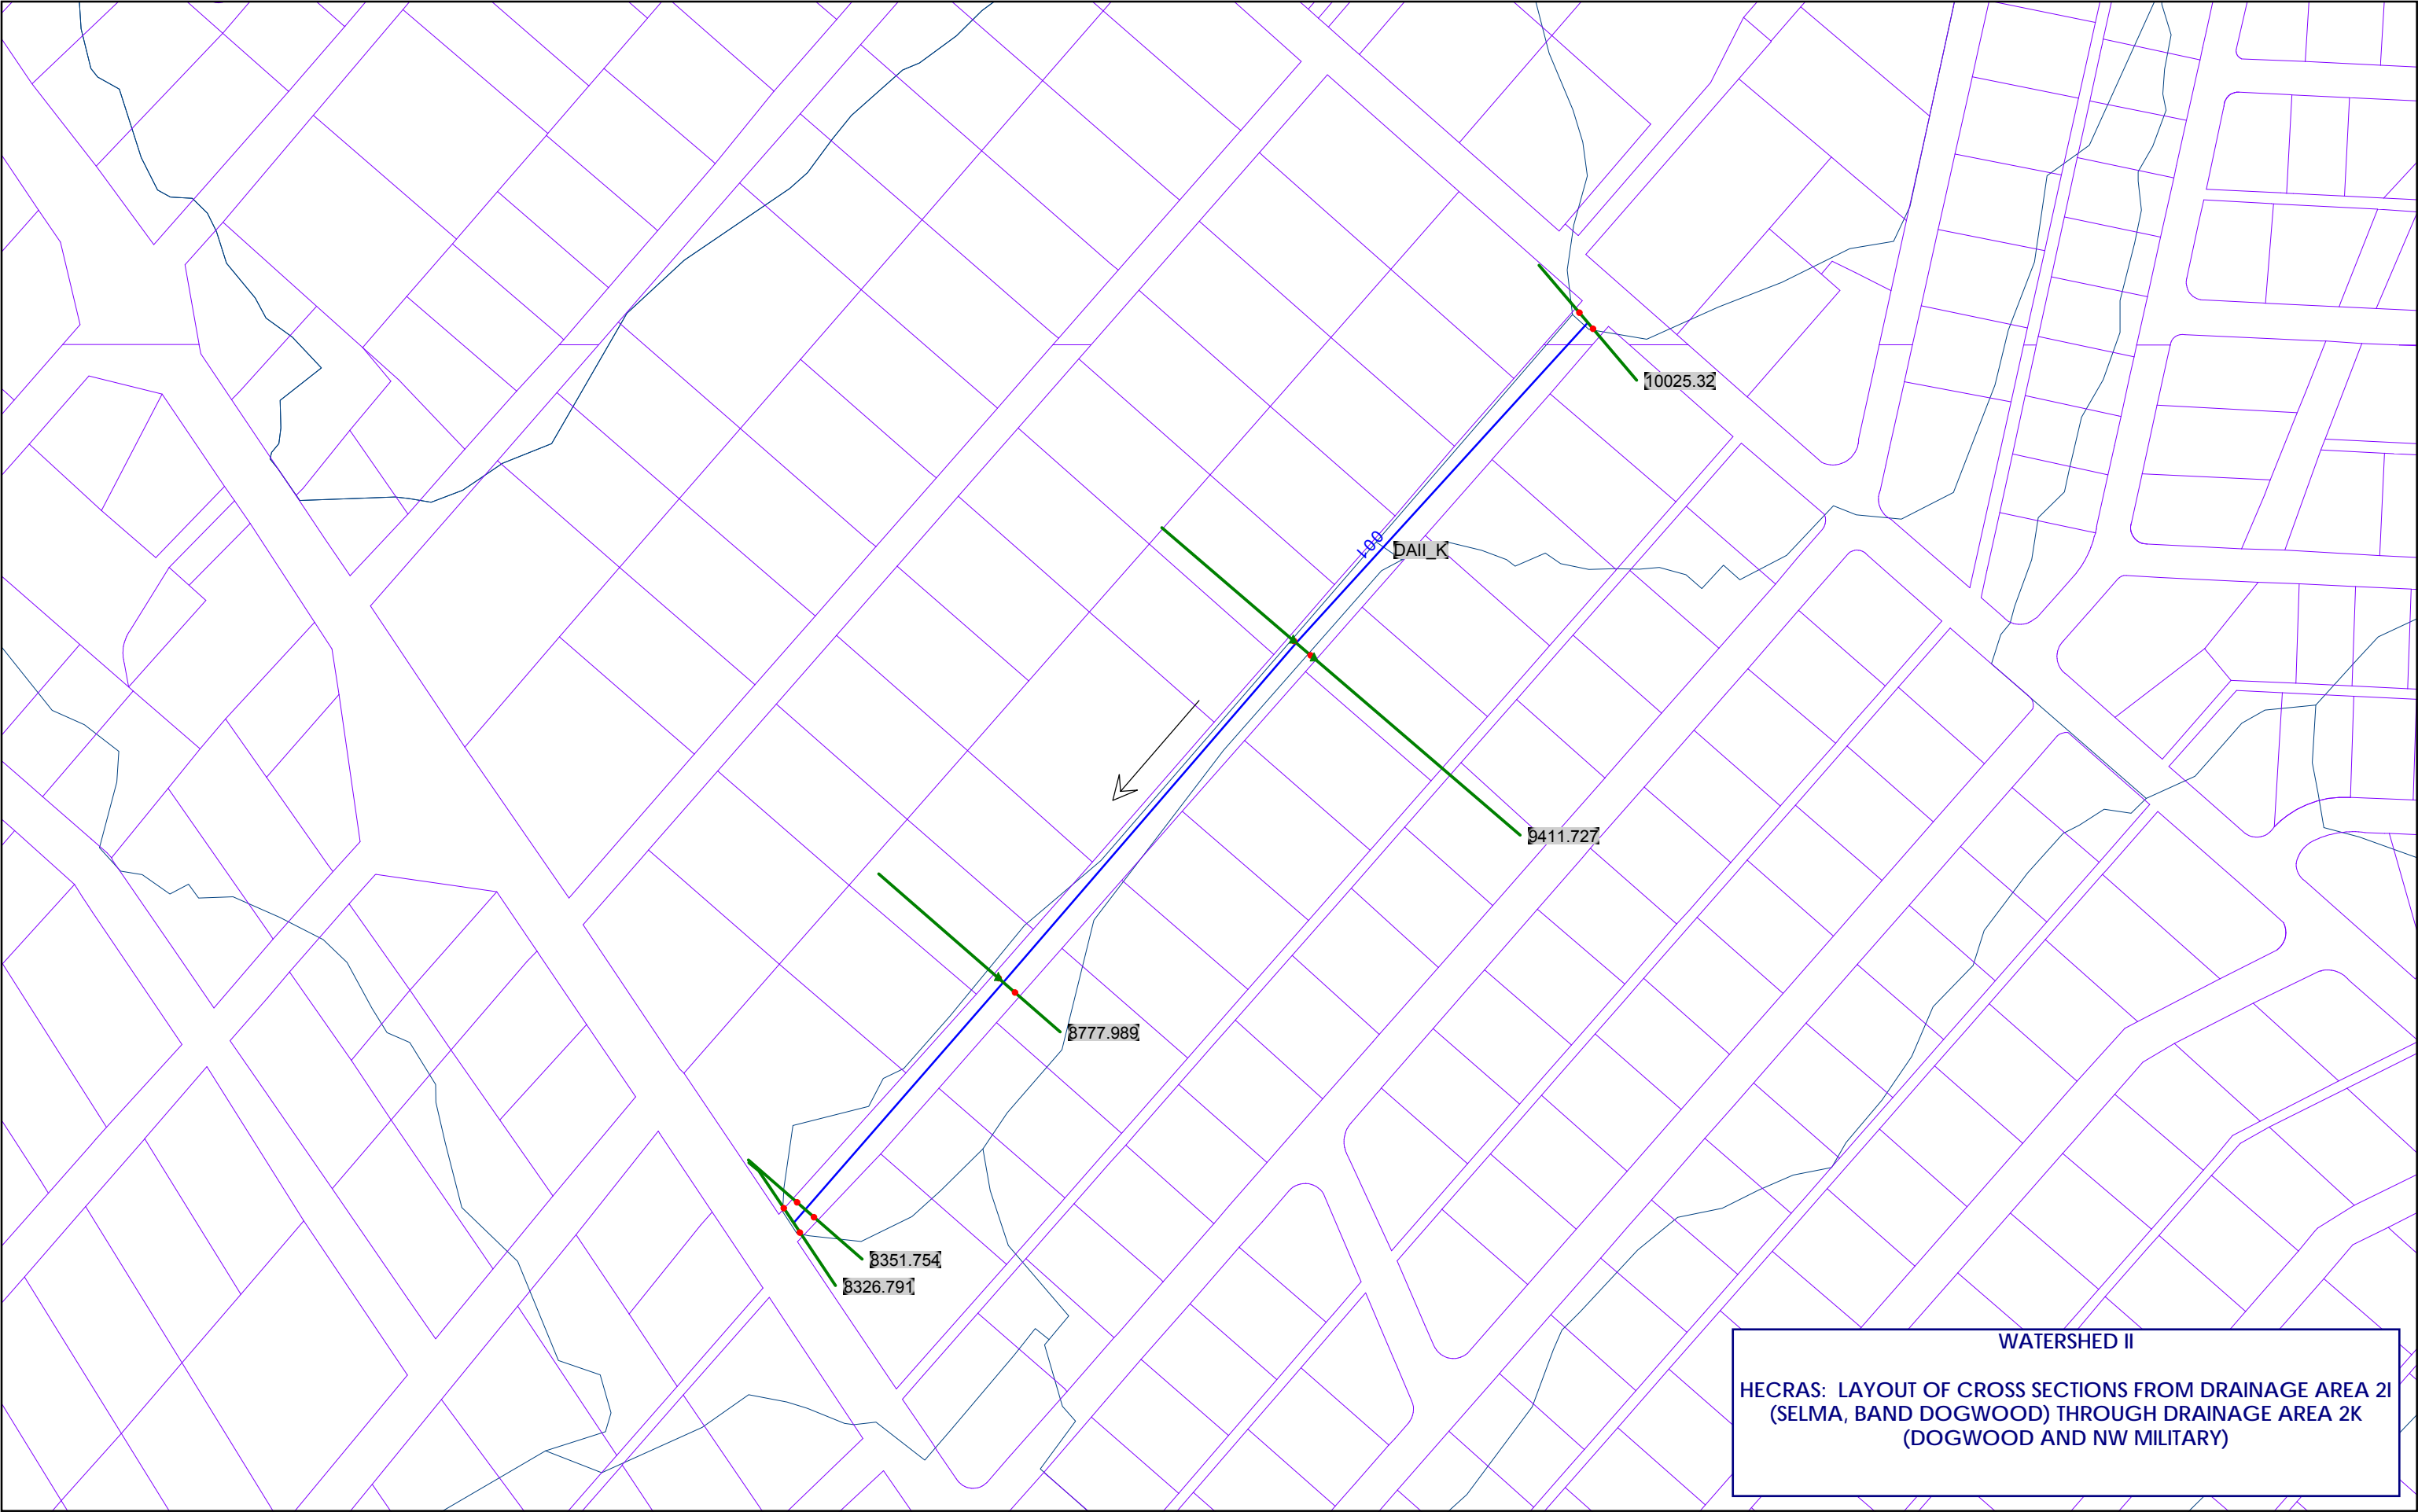 10025.32
001
DAII_K
9411.727
8777.989
8351.754
8326.791
WATERSHED II
HECRAS: LAYOUT OF CROSS SECTIONS FROM DRAINAGE AREA 2I
(SELMA, BAND DOGWOOD) THROUGH DRAINAGE AREA 2K
(DOGWOOD AND NW MILITARY)